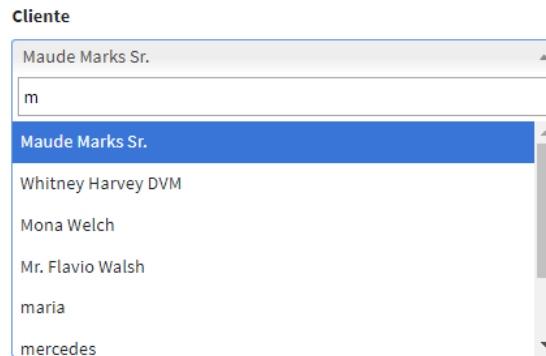 Cliente
Maude Marks Sr.
m
Maude Marks Sr.
Whitney Harvey DVM
Mona Welch
Mr. Flavio Walsh
maria
mercedes